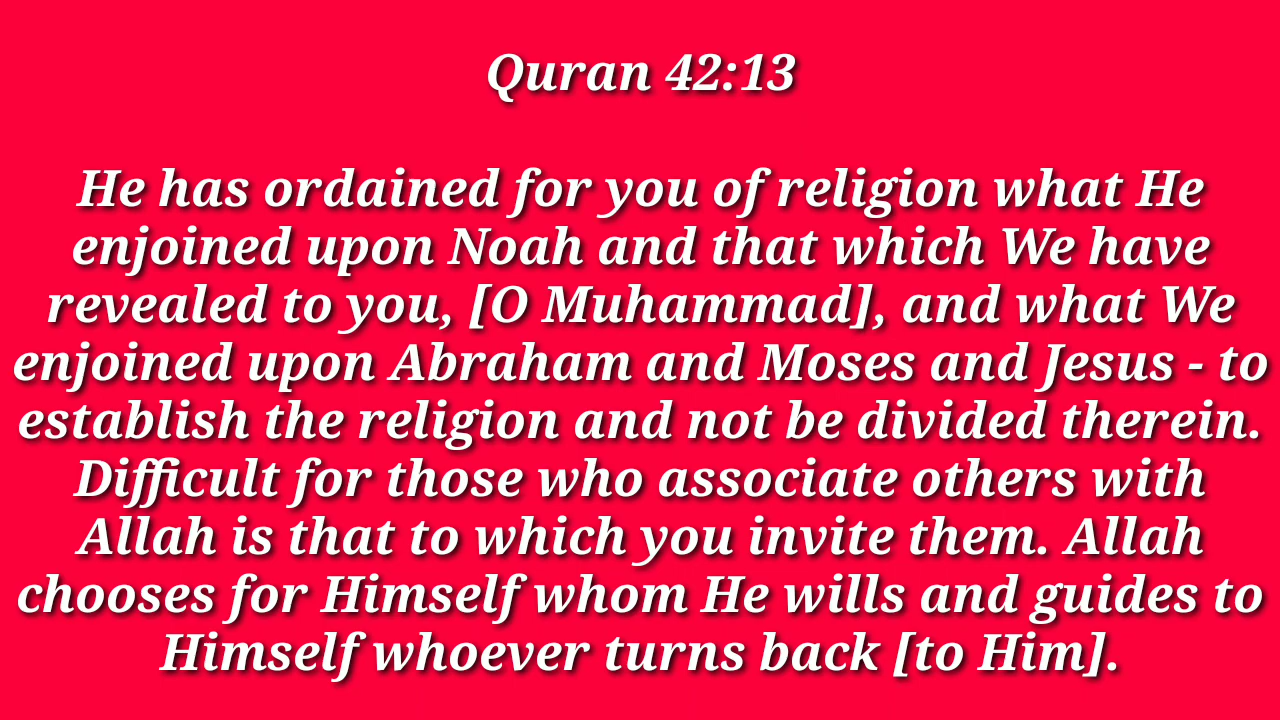 Quran 42:13
He has ordained for you of religion what He
enjoined upon Noah and that which We have
revealed to you, [O Muhammad], and what We
enjoined upon Abraham and Moses and Jesus - to
establish the religion and not be divided therein.
Difficult for those who associate others with
Allah is that to which you invite them. Allah
chooses for Himself whom He wills and guides to
Himself whoever turns back [to Him].